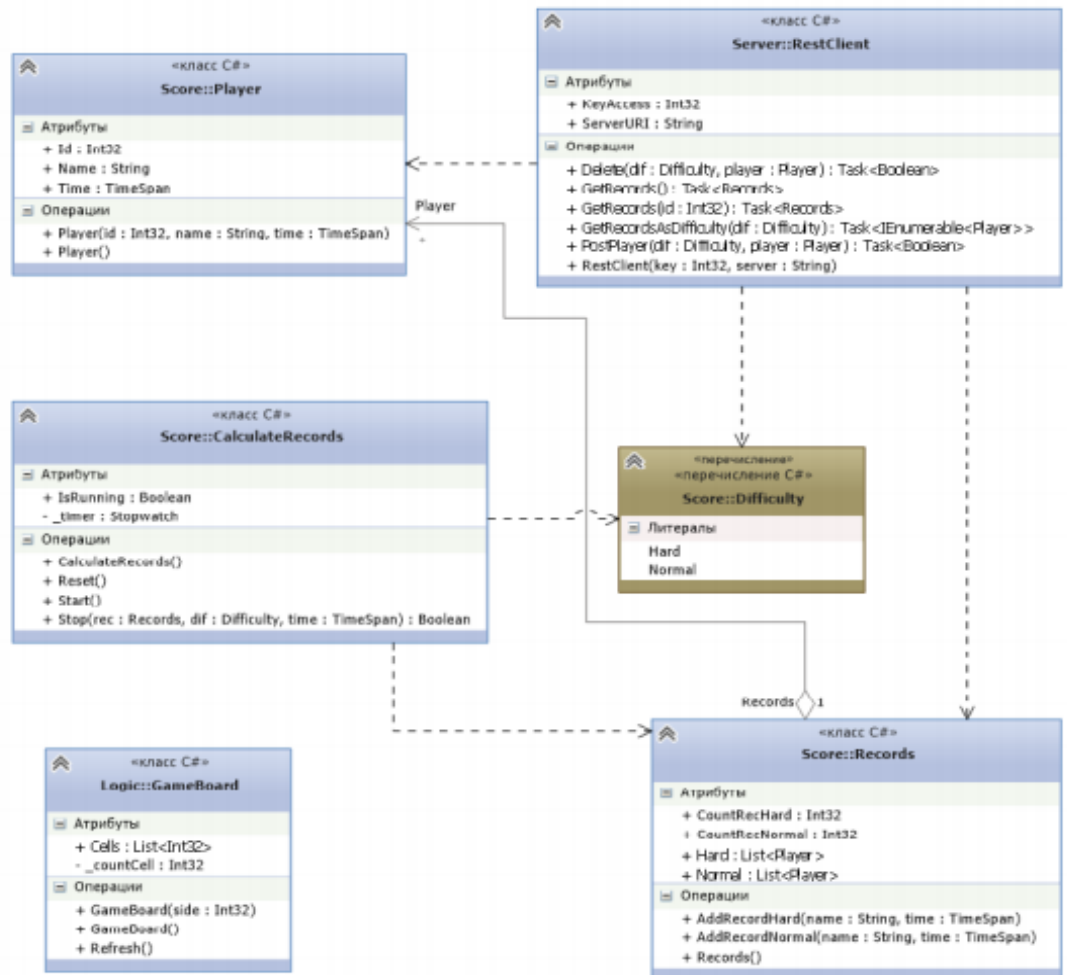 «класс C#»
Score::Player
Атрибуты
+ Id : Int32
+ Name : String
+ Time : TimeSpan
Операции
+ Player(id : Int32, name : String, time : TimeSpan)
+ Player()
«класс C#»
Server::RestClient
Атрибуты
+ KeyAccess : Int32
+ ServerURI : String
Операции
+ Delete(dif : Difficulty, player : Player) : Task<Boolean>
+ GetRecords() : Task<Records>
+ GetRecords(id : Int32) : Task<Records>
+ GetRecordsAsDifficulty(dif : Difficulty) : Task<IEnumerable<Player>>
+ PostPlayer(dif : Difficulty, player : Player) : Task<Boolean>
+ RestClient(key : Int32, server : String)
Player
*
«класс C#»
Score::CalculateRecords
Атрибуты
+ IsRunning : Boolean
- _timer : Stopwatch
Операции
+ CalculateRecords()
+ Reset()
+ Start()
+ Stop(rec : Records, dif : Difficulty, time : TimeSpan) : Boolean
«перечисление»
«перечисление C#»
Score::Difficulty
Литералы
Hard
Normal
Records 1
«класс C#»
Logic::GameBoard
Атрибуты
+ Cells : List<Int32>
- _countCell : Int32
Операции
+ GameBoard(side : Int32)
+ GameBoard()
+ Refresh()
«класс C#»
Score::Records
Атрибуты
+ CountRecHard : Int32
+ CountRecNormal : Int32
+ Hard : List<Player>
+ Normal : List<Player>
Операции
+ AddRecordHard(name : String, time : TimeSpan)
+ AddRecordNormal(name : String, time : TimeSpan)
+ Records()